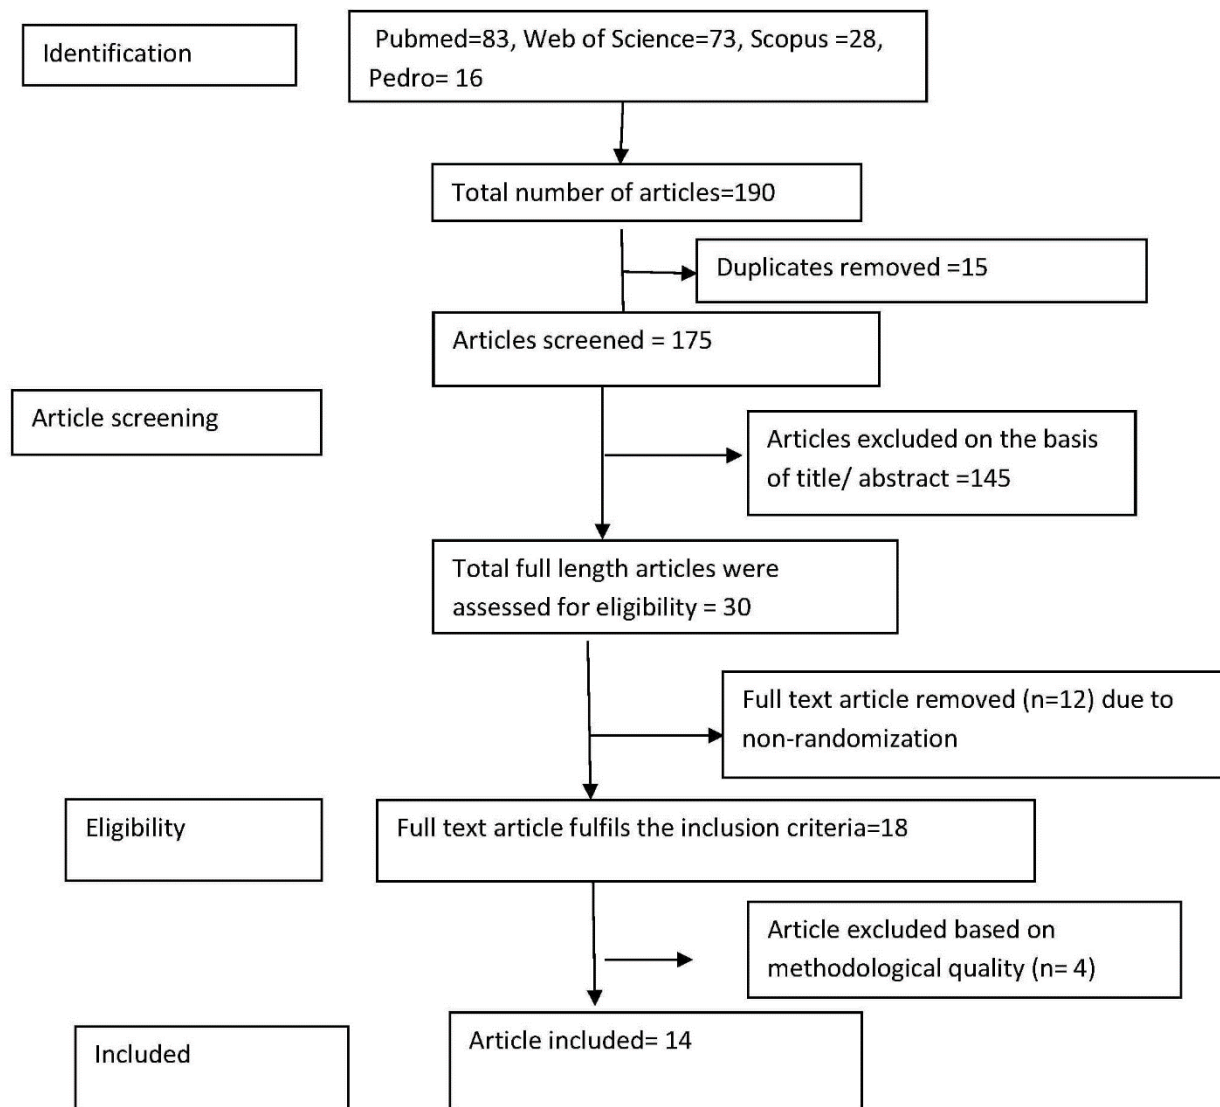 Identification
Pubmed=83, Web of Science=73, Scopus =28,
Pedro= 16
Total number of articles=190
Duplicates removed =15
Articles screened = 175
Article screening
Articles excluded on the basis
of title/ abstract =145
Total full length articles were
assessed for eligibility = 30
Full text article removed (n=12) due to
non-randomization
Eligibility
Full text article fulfils the inclusion criteria=18
Article excluded based on
methodological quality (n= 4)
Included
Article included= 14